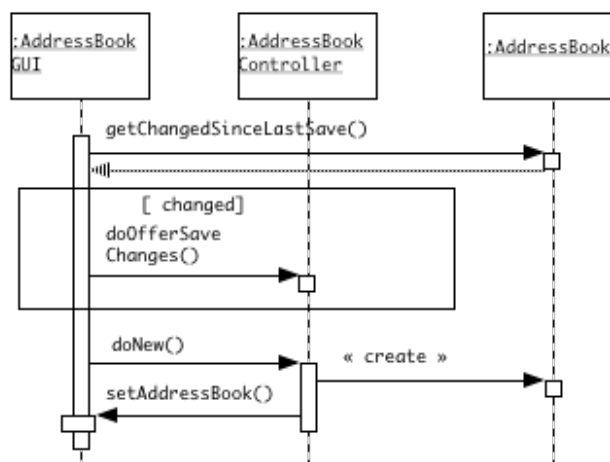 :AddressBook
GUI
:AddressBook
Controller
:AddressBook
getChangedSinceLastSave()
[ changed]
doOfferSave
Changes()
doNew()
« create »
setAddressBook()